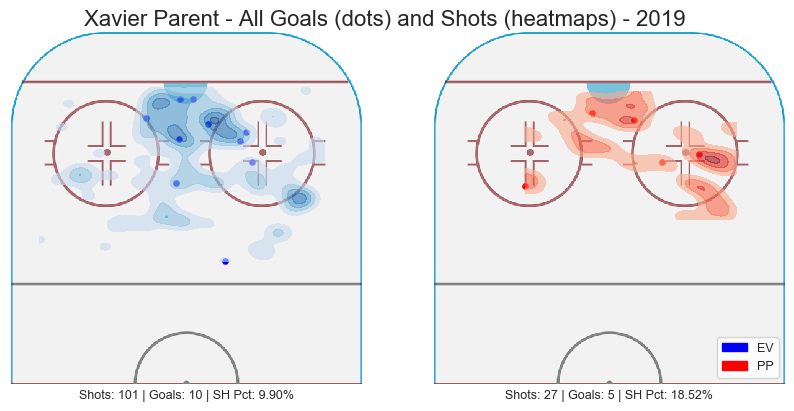 Xavier Parent - All Goals (dots) and Shots (heatmaps) - 2019
EV
PP
Shots: 101 | Goals: 10 | SH Pct: 9.90%
Shots: 27 | Goals: 5 | SH Pct: 18.52%